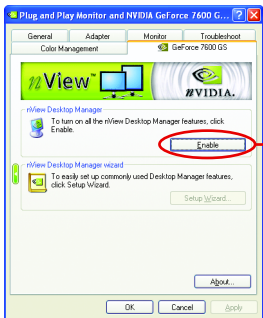 Plug and Play Monitor and NVIDIA GeForce 7600 G...
General Adapter Monitor Troubleshoot
Color Management GeForce 7600 GS
nView™
nVIDIA.
nView Desktop Manager
To turn on all the nView Desktop Manager features, click
Enable.
Enable
nView Desktop Manager wizard
To easily set up commonly used Desktop Manager features,
click Setup Wizard.
Setup Wizard...
About...
OK Cancel Apply